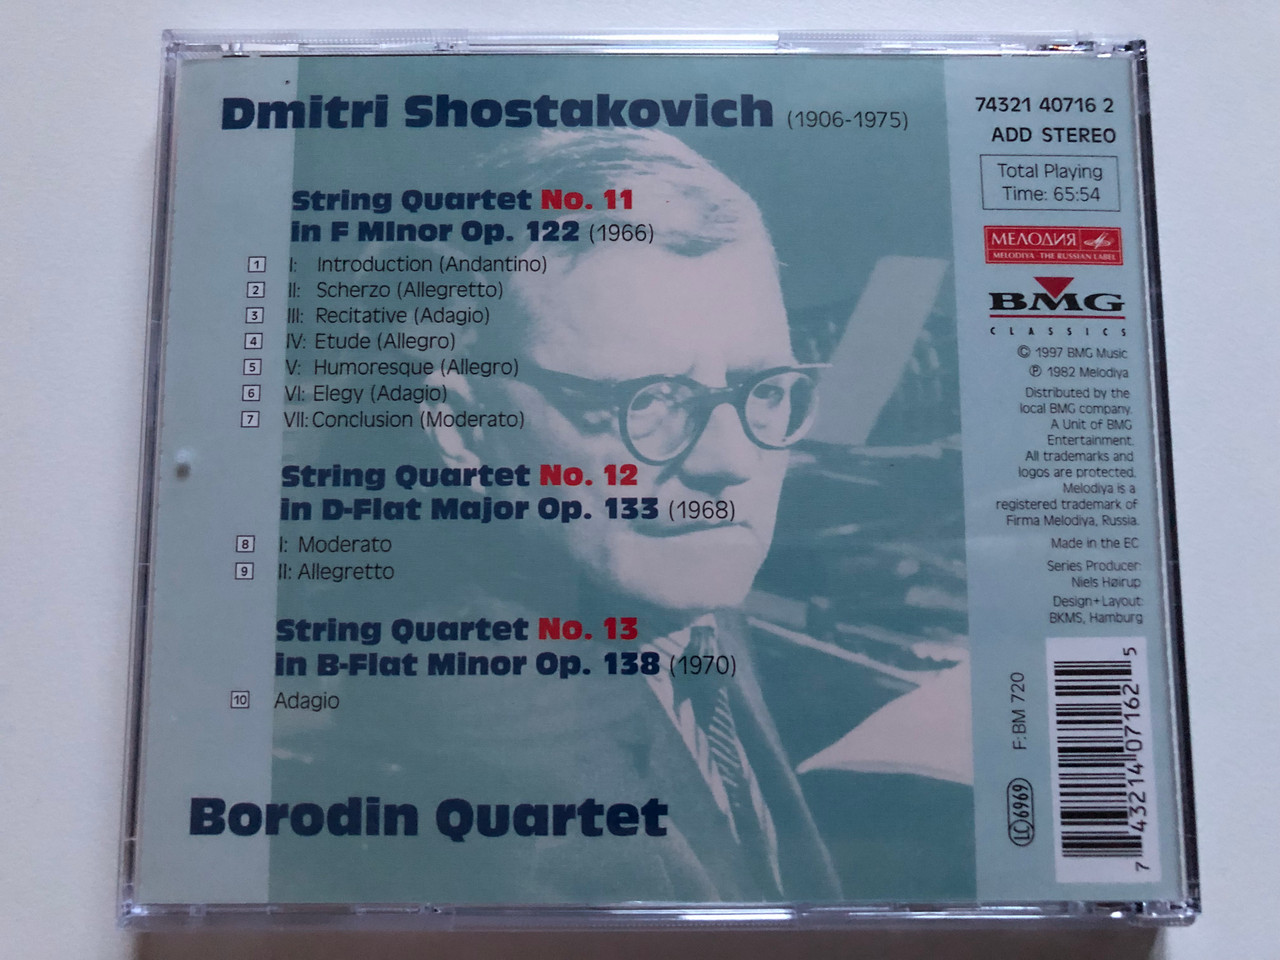 Dmitri Shostakovich (1906-1975)
String Quartet No. 11
in F Minor Op. 122 (1966)
1 I: Introduction (Andantino)
2 II: Scherzo (Allegretto)
3 III: Recitative (Adagio)
4 IV: Etude (Allegro)
5 V: Humoresque (Allegro)
6 VI: Elegy (Adagio)
7 VII: Conclusion (Moderato)
String Quartet No. 12
in D-Flat Major Op. 133 (1968)
8 I: Moderato
9 II: Allegretto
String Quartet No. 13
in B-Flat Minor Op. 138 (1970)
10 Adagio
Borodin Quartet
74321 40716 2
ADD STEREO
Total Playing
Time: 65:54
МЕЛОДИЯ
MELODIYA · THE RUSSIAN LABEL
BMG
CLASSICS
© 1997 BMG Music
℗ 1982 Melodiya
Distributed by the
local BMG company.
A Unit of BMG
Entertainment.
All trademarks and
logos are protected.
Melodiya is a
registered trademark of
Firma Melodiya, Russia.
Made in the EC
Series Producer:
Niels Høirup
Design+Layout:
BKMS, Hamburg
F: BM 720
LC 6969
7 43214 07162 5